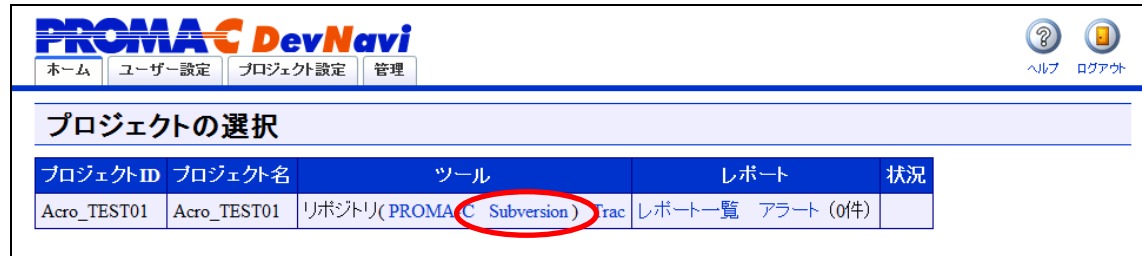 PROMA-C DevNavi
ホーム ユーザー設定 プロジェクト設定 管理
ヘルプ ログアウト
プロジェクトの選択
プロジェクトID プロジェクト名 ツール レポート 状況
Acro_TEST01 Acro_TEST01 リポジトリ( PROMA-C Subversion ) Trac レポート一覧 アラート (0件)